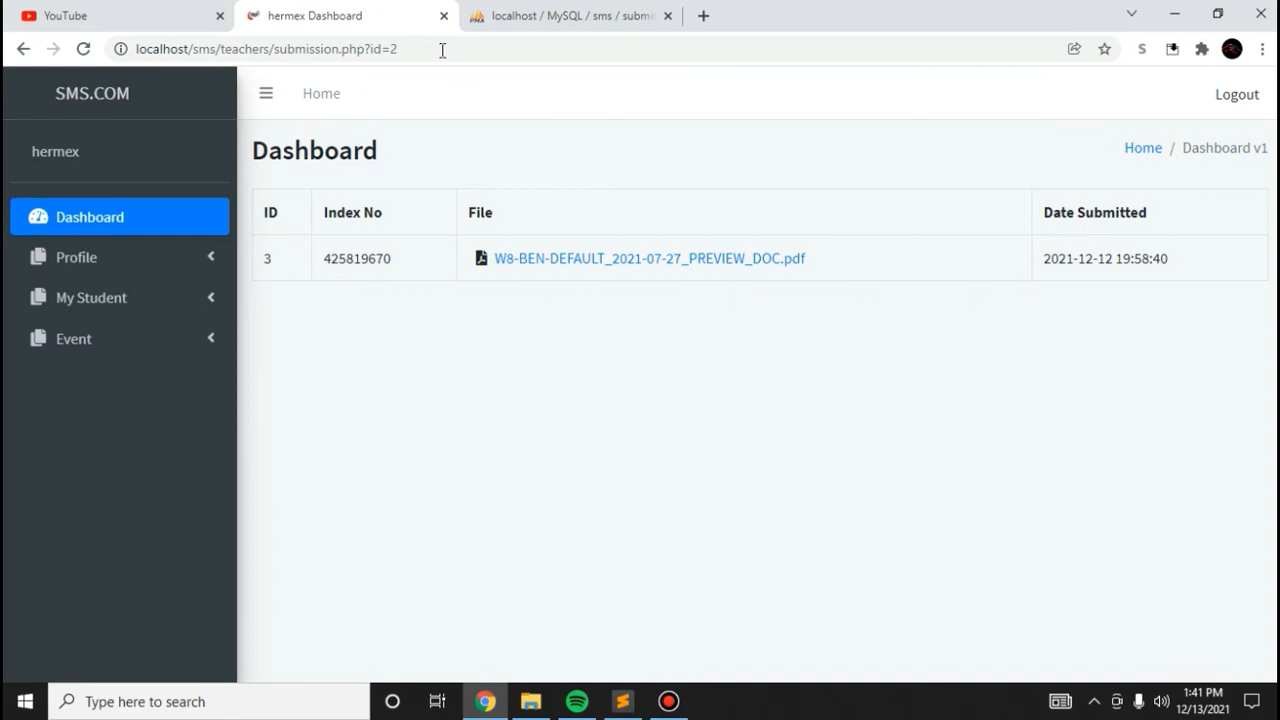 YouTube
hermex Dashboard
localhost / MySQL / sms / submi
localhost/sms/teachers/submission.php?id=2
S
SMS.COM
Home
Logout
hermex
Dashboard
Home / Dashboard v1
Dashboard
Profile
My Student
Event
ID Index No File Date Submitted
3 425819670 W8-BEN-DEFAULT_2021-07-27_PREVIEW_DOC.pdf 2021-12-12 19:58:40
Type here to search
1:41 PM
12/13/2021